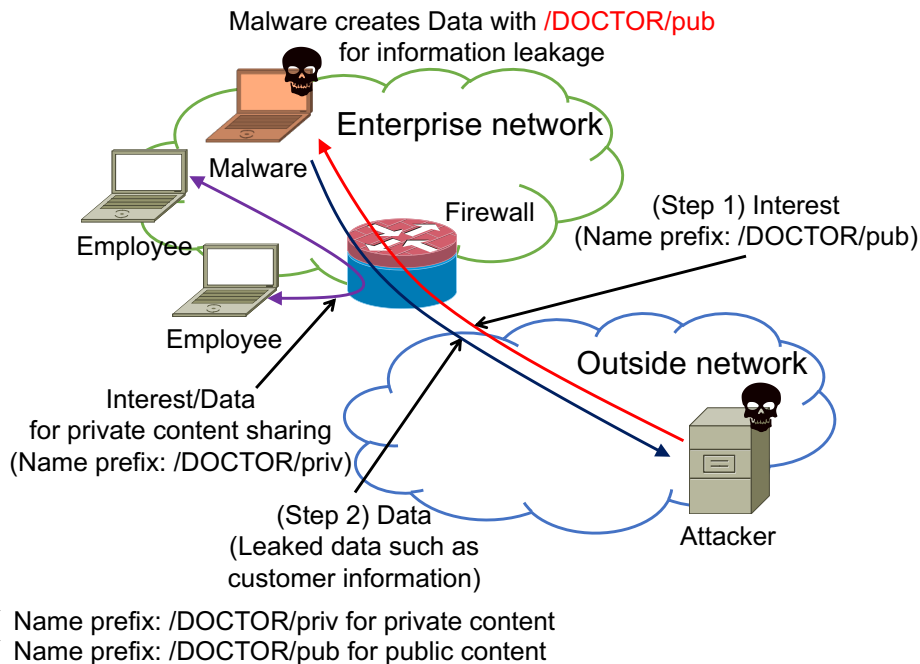 Malware creates Data with /DOCTOR/pub
for information leakage
Enterprise network
Malware
Employee
Firewall
(Step 1) Interest
(Name prefix: /DOCTOR/pub)
Employee
Outside network
Interest/Data
for private content sharing
(Name prefix: /DOCTOR/priv)
(Step 2) Data
(Leaked data such as
customer information)
Attacker
Name prefix: /DOCTOR/priv for private content
Name prefix: /DOCTOR/pub for public content